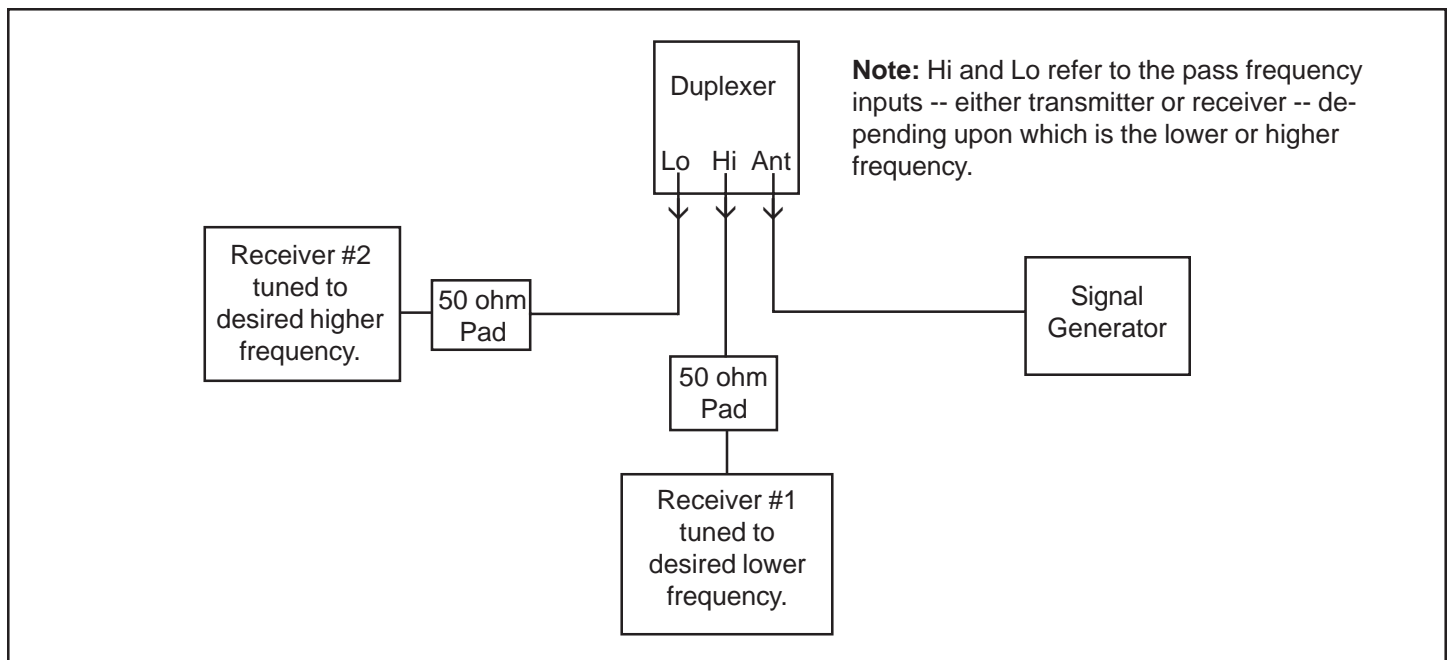 Duplexer
Lo Hi Ant
Note: Hi and Lo refer to the pass frequency
inputs -- either transmitter or receiver -- de-
pending upon which is the lower or higher
frequency.
Receiver #2
tuned to
desired higher
frequency.
50 ohm
Pad
Signal
Generator
50 ohm
Pad
Receiver #1
tuned to
desired lower
frequency.